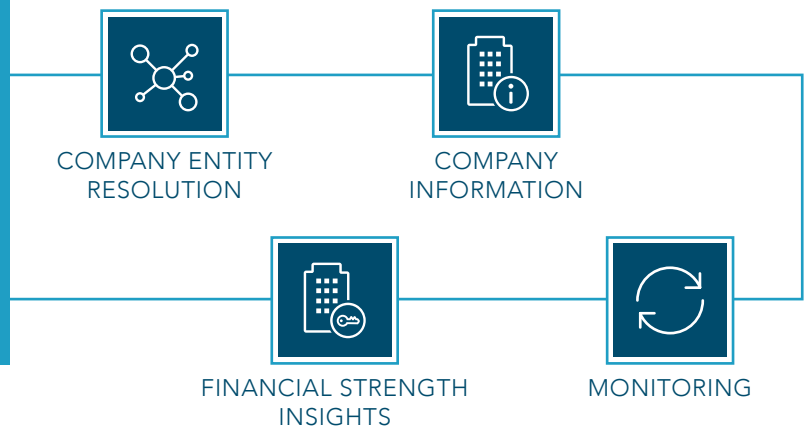 COMPANY ENTITY
RESOLUTION
COMPANY
INFORMATION
FINANCIAL STRENGTH
INSIGHTS
MONITORING